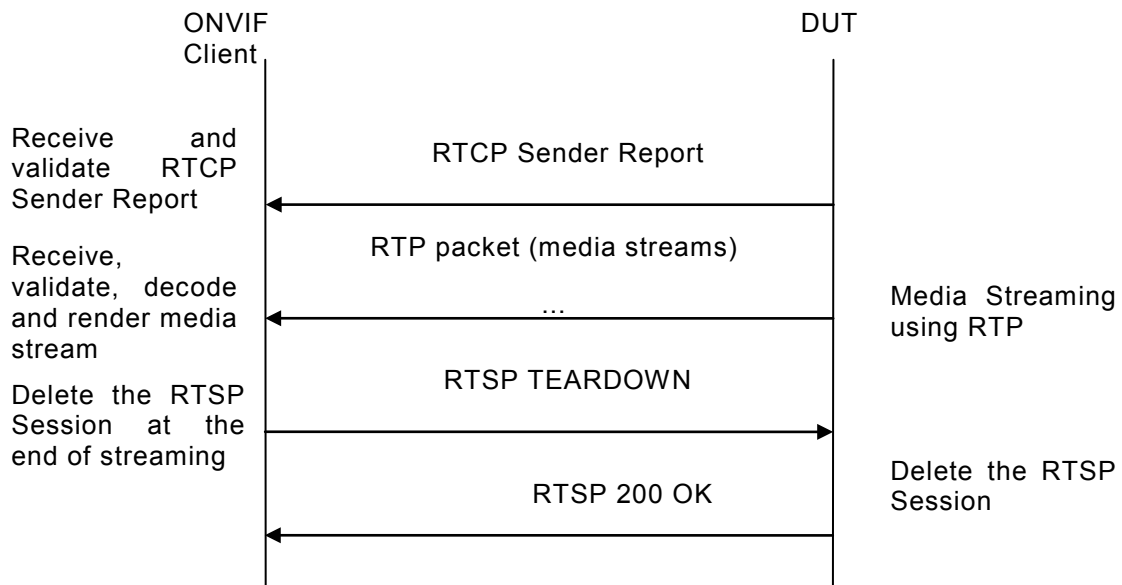 ONVIF
Client
DUT
Receive and
validate RTCP
Sender Report
RTCP Sender Report
Receive,
validate, decode
and render media
stream
RTP packet (media streams)
...
Media Streaming
using RTP
Delete the RTSP
Session at the
end of streaming
RTSP TEARDOWN
Delete the RTSP
Session
RTSP 200 OK